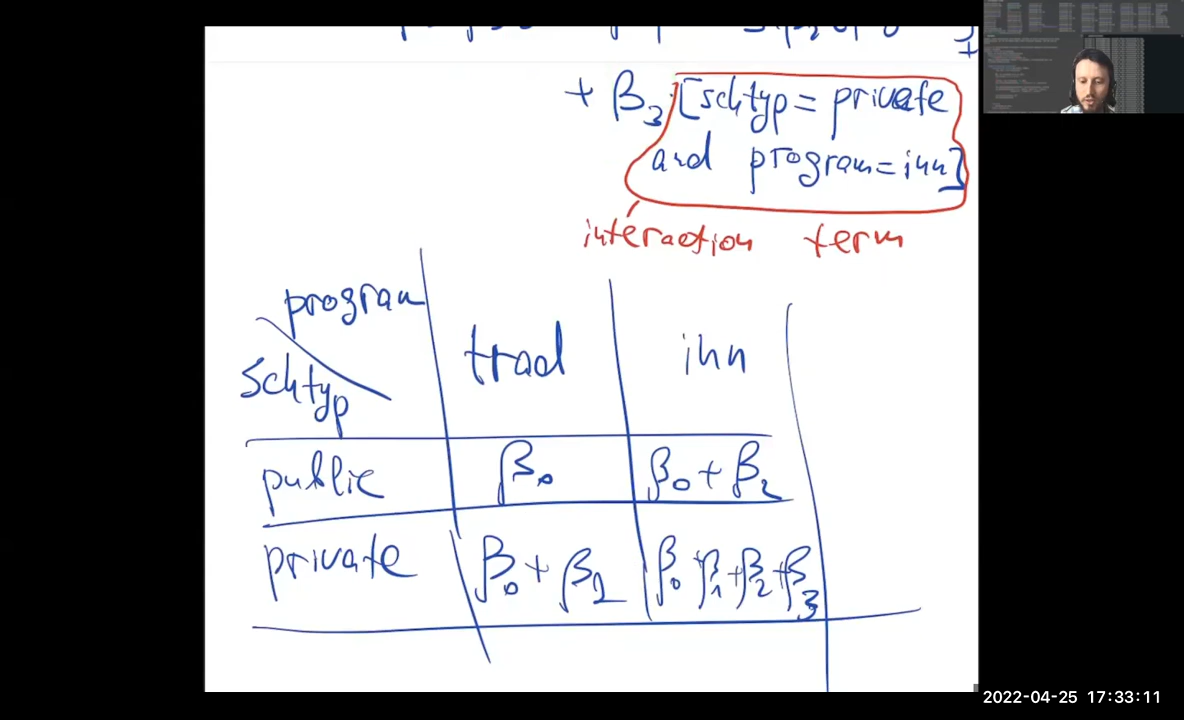 + β₃ [schtyp = private
and program = inn]
interaction term
program
schtyp
trad inn
public β₀ β₀ + β₂
private β₀ + β₁ β₀ + β₁ + β₂ + β₃
2022-04-25 17:33:11